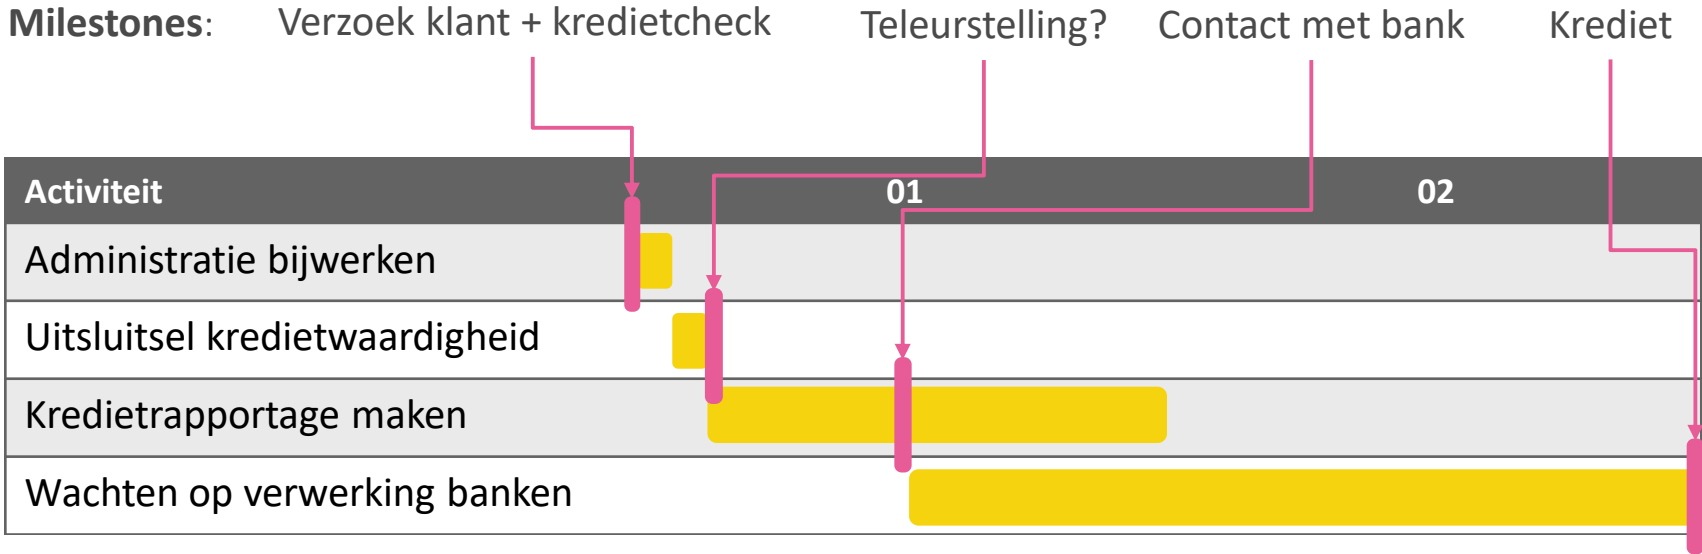 Milestones: Verzoek klant + kredietcheck Teleurstelling? Contact met bank Krediet
Activiteit 01 02
Administratie bijwerken
Uitsluitsel kredietwaardigheid
Kredietrapportage maken
Wachten op verwerking banken